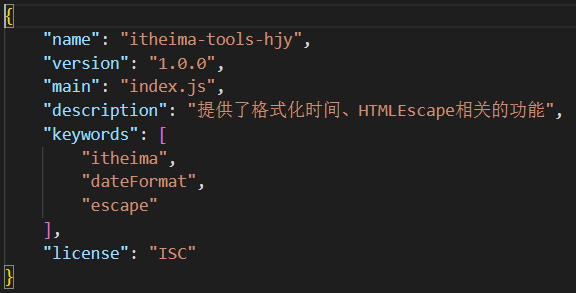 {
"name": "itheima-tools-hjy",
"version": "1.0.0",
"main": "index.js",
"description": "提供了格式化时间、HTMLEscape相关的功能",
"keywords": [
"itheima",
"dateFormat",
"escape"
],
"license": "ISC"
}